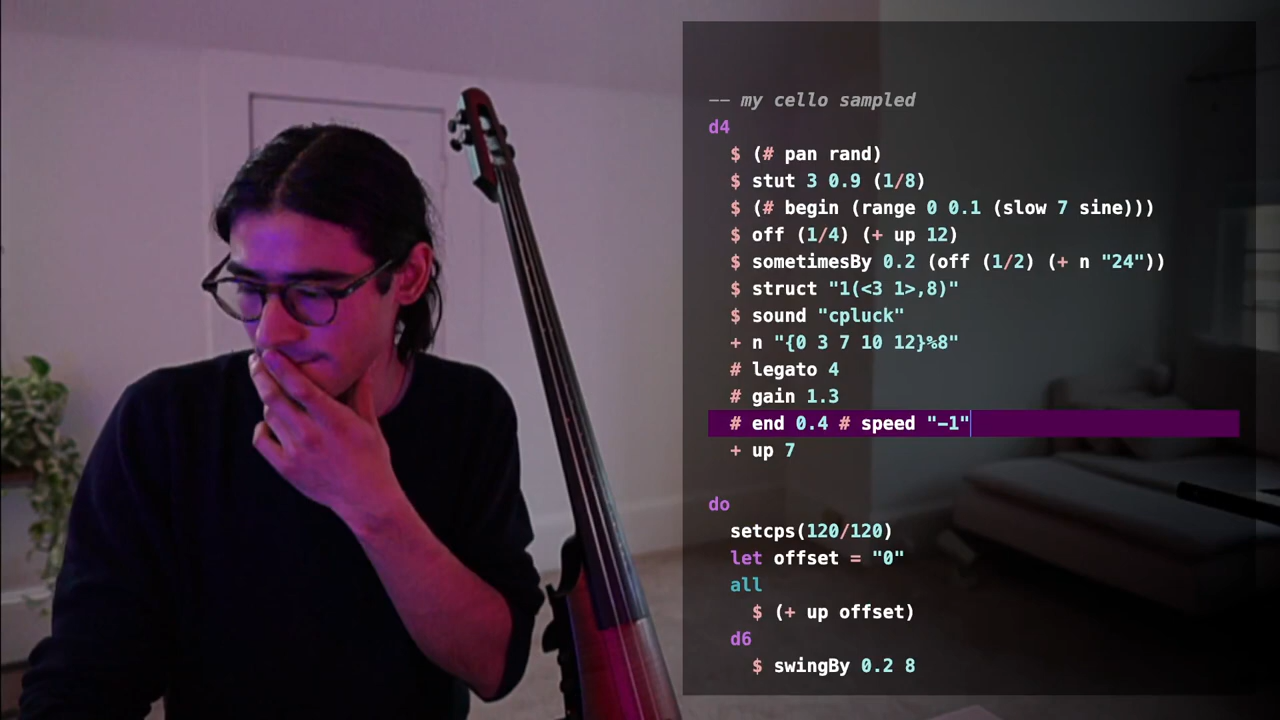 -- my cello sampled
d4
$ (# pan rand)
$ stut 3 0.9 (1/8)
$ (# begin (range 0 0.1 (slow 7 sine)))
$ off (1/4) (+ up 12)
$ sometimesBy 0.2 (off (1/2) (+ n "24"))
$ struct "1(<3 1>,8)"
$ sound "cpluck"
+ n "{0 3 7 10 12}%8"
# legato 4
# gain 1.3
# end 0.4 # speed "-1"
+ up 7
do
setcps(120/120)
let offset = "0"
all
$ (+ up offset)
d6
$ swingBy 0.2 8